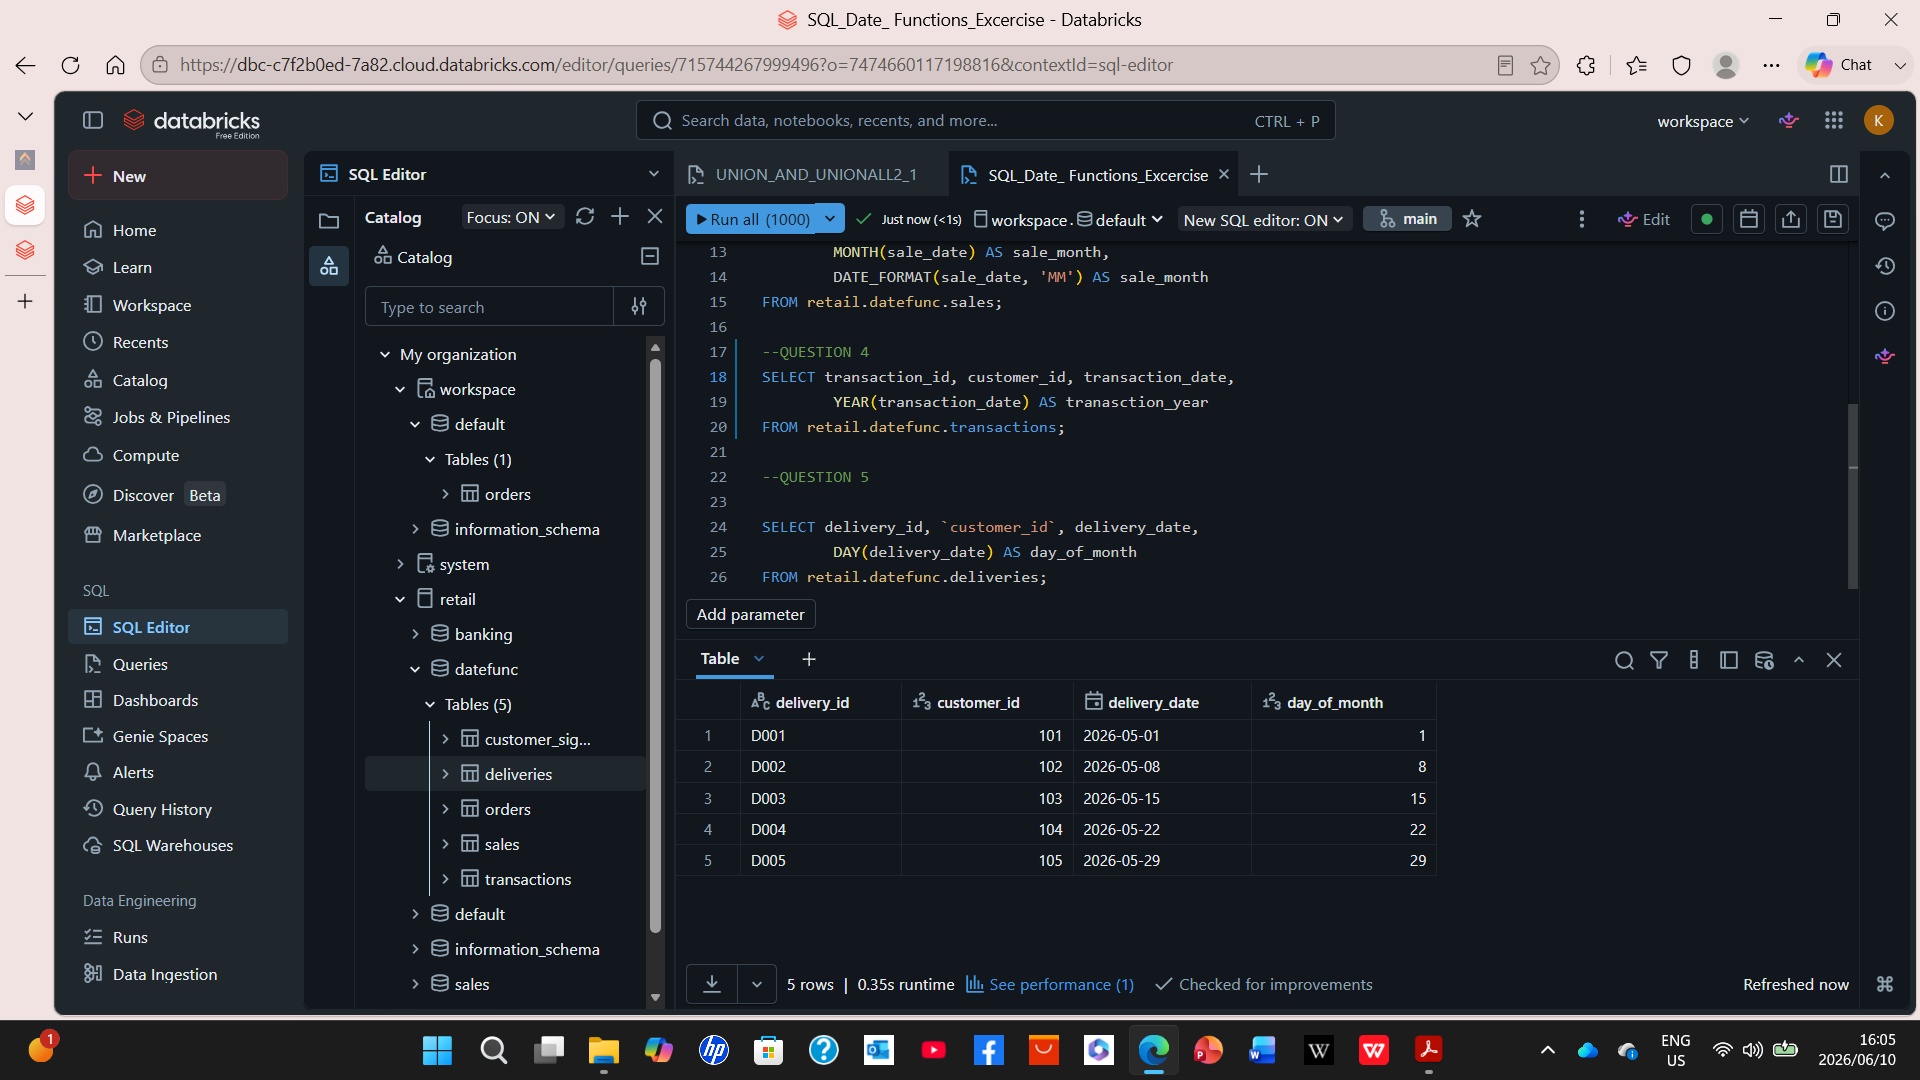 SQL_Date_ Functions_Excercise - Databricks
https://dbc-c7f2b0ed-7a82.cloud.databricks.com/editor/queries/715744267999496?o=7474660117198816&contextId=sql-editor
Chat
databricks
Free Edition
Search data, notebooks, recents, and more...
CTRL + P
workspace
K
New
Home
Learn
Workspace
Recents
Catalog
Jobs & Pipelines
Compute
Discover Beta
Marketplace
SQL
SQL Editor
Queries
Dashboards
Genie Spaces
Alerts
Query History
SQL Warehouses
Data Engineering
Runs
Data Ingestion
SQL Editor
Catalog
Focus: ON
Catalog
Type to search
My organization
workspace
default
Tables (1)
orders
information_schema
system
retail
banking
datefunc
Tables (5)
customer_sig...
deliveries
orders
sales
transactions
default
information_schema
sales
UNION_AND_UNIONALL2_1
SQL_Date_ Functions_Excercise
Run all (1000)
Just now (<1s)
workspace . default
New SQL editor: ON
main
Edit
13 MONTH(sale_date) AS sale_month,
14 DATE_FORMAT(sale_date, 'MM') AS sale_month
15 FROM retail.datefunc.sales;
16
17 --QUESTION 4
18 SELECT transaction_id, customer_id, transaction_date,
19 YEAR(transaction_date) AS tranasction_year
20 FROM retail.datefunc.transactions;
21
22 --QUESTION 5
23
24 SELECT delivery_id, `customer_id`, delivery_date,
25 DAY(delivery_date) AS day_of_month
26 FROM retail.datefunc.deliveries;
Add parameter
Table
delivery_id customer_id delivery_date day_of_month
1 D001 101 2026-05-01 1
2 D002 102 2026-05-08 8
3 D003 103 2026-05-15 15
4 D004 104 2026-05-22 22
5 D005 105 2026-05-29 29
5 rows | 0.35s runtime
See performance (1)
Checked for improvements
Refreshed now
1
ENG
US
16:05
2026/06/10